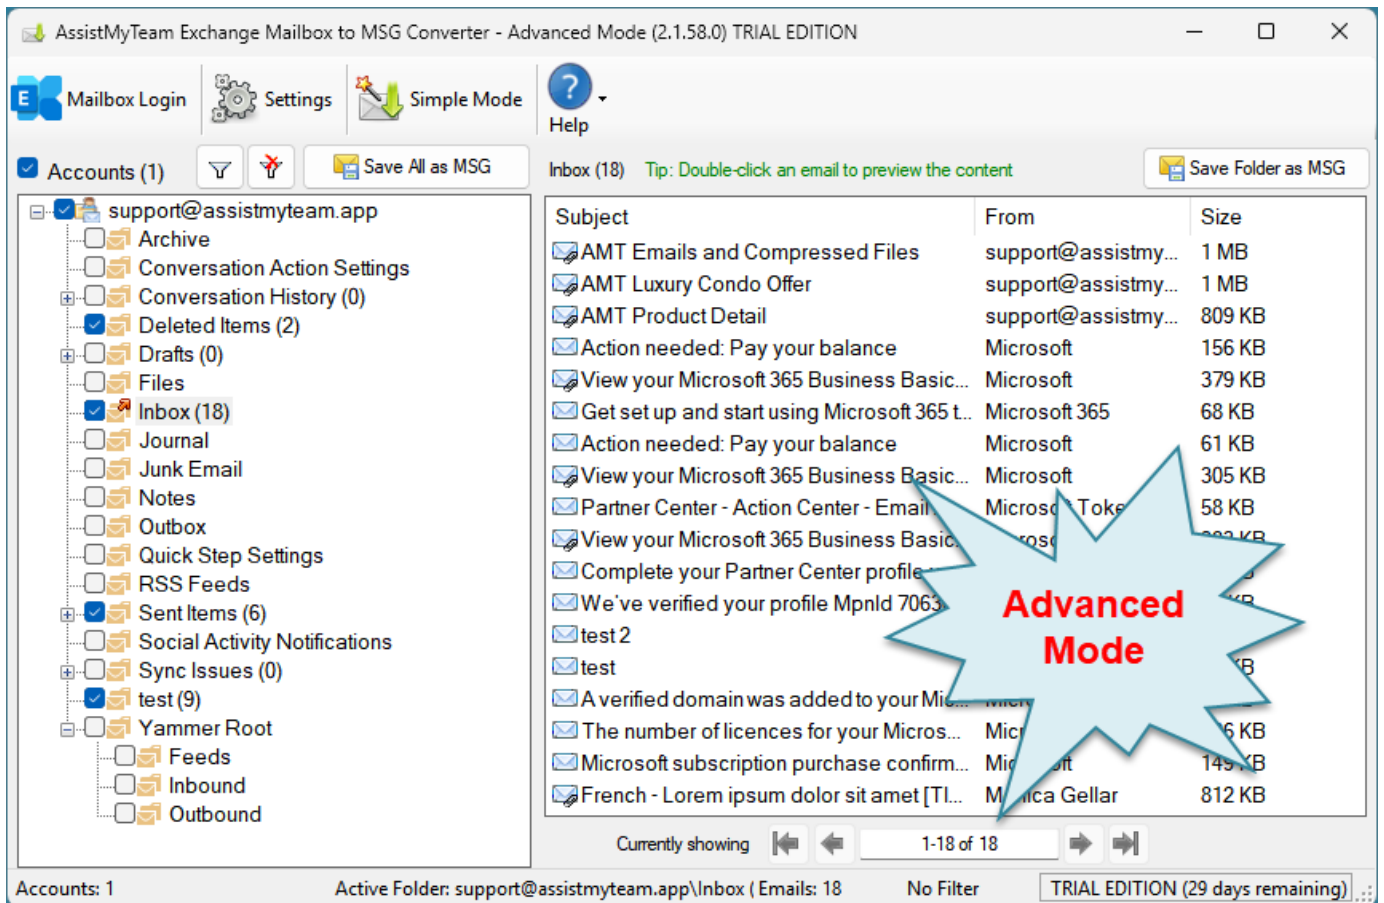 AssistMyTeam Exchange Mailbox to MSG Converter - Advanced Mode (2.1.58.0) TRIAL EDITION
Mailbox Login
Settings
Simple Mode
Help
Accounts (1)
Save All as MSG
Inbox (18)
Tip: Double-click an email to preview the content
Save Folder as MSG
support@assistmyteam.app
Archive
Conversation Action Settings
Conversation History (0)
Deleted Items (2)
Drafts (0)
Files
Inbox (18)
Journal
Junk Email
Notes
Outbox
Quick Step Settings
RSS Feeds
Sent Items (6)
Social Activity Notifications
Sync Issues (0)
test (9)
Yammer Root
Feeds
Inbound
Outbound
Subject From Size
AMT Emails and Compressed Files support@assistmy... 1 MB
AMT Luxury Condo Offer support@assistmy... 1 MB
AMT Product Detail support@assistmy... 809 KB
Action needed: Pay your balance Microsoft 156 KB
View your Microsoft 365 Business Basic... Microsoft 379 KB
Get set up and start using Microsoft 365 t... Microsoft 365 68 KB
Action needed: Pay your balance Microsoft 61 KB
View your Microsoft 365 Business Basic... Microsoft 305 KB
Partner Center - Action Center - Email 58 KB
View your Microsoft 365 Business Basic KB
Complete your Partner Center profile
We've verified your profile MpnId 7063
test 2
test
A verified domain was added to your Mic...
The number of licences for your Micros... KB
Microsoft subscription purchase confirm... 149 KB
French - Lorem ipsum dolor sit amet [TI... Gellar 812 KB
Advanced
Mode
Currently showing 1-18 of 18
Accounts: 1 Active Folder: support@assistmyteam.app\Inbox ( Emails: 18 No Filter TRIAL EDITION (29 days remaining)